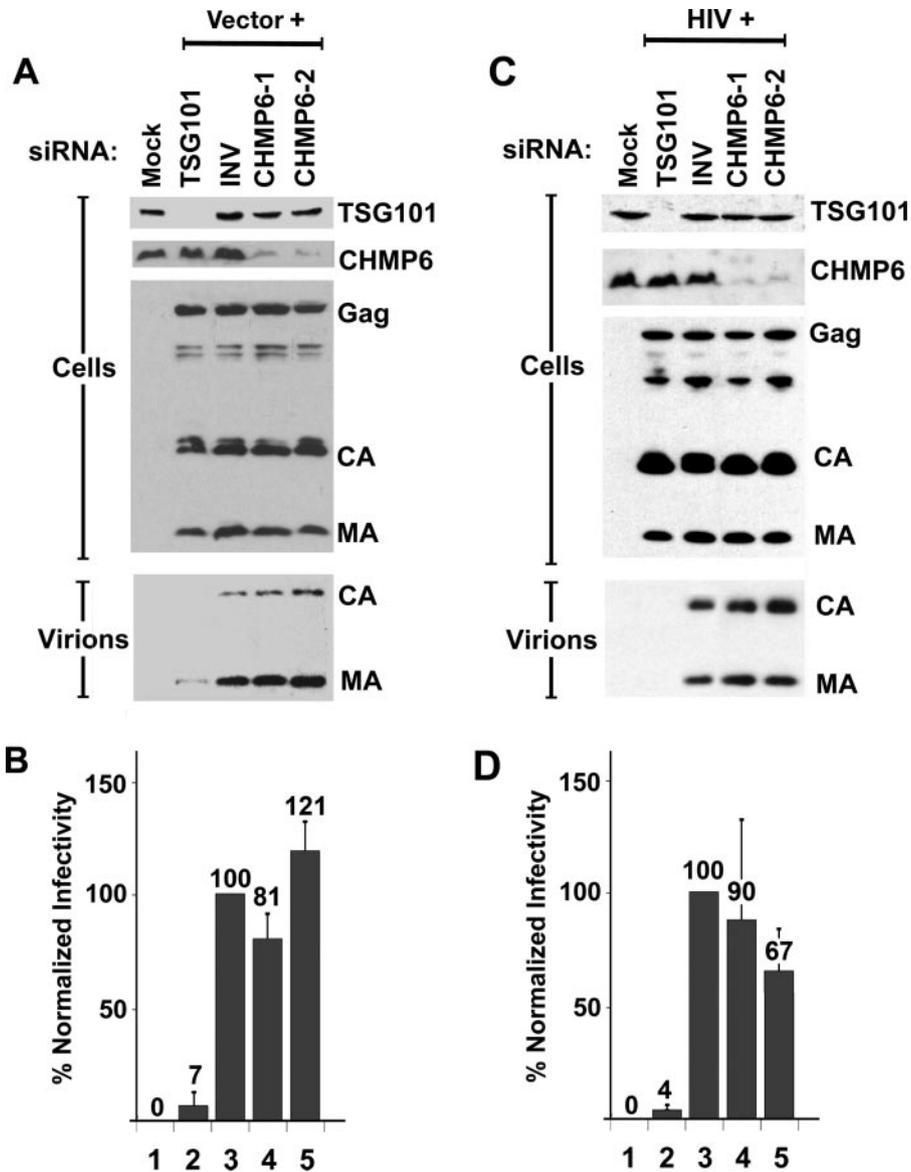 Vector +
A
siRNA:
Mock
TSG101
INV
CHMP6-1
CHMP6-2
TSG101
CHMP6
Gag
Cells
CA
MA
CA
Virions
MA
B
% Normalized Infectivity
150
100
50
0
7
100
81
121
1 2 3 4 5
HIV +
C
siRNA:
Mock
TSG101
INV
CHMP6-1
CHMP6-2
TSG101
CHMP6
Gag
Cells
CA
MA
CA
Virions
MA
D
% Normalized Infectivity
150
100
50
0
4
100
90
67
1 2 3 4 5